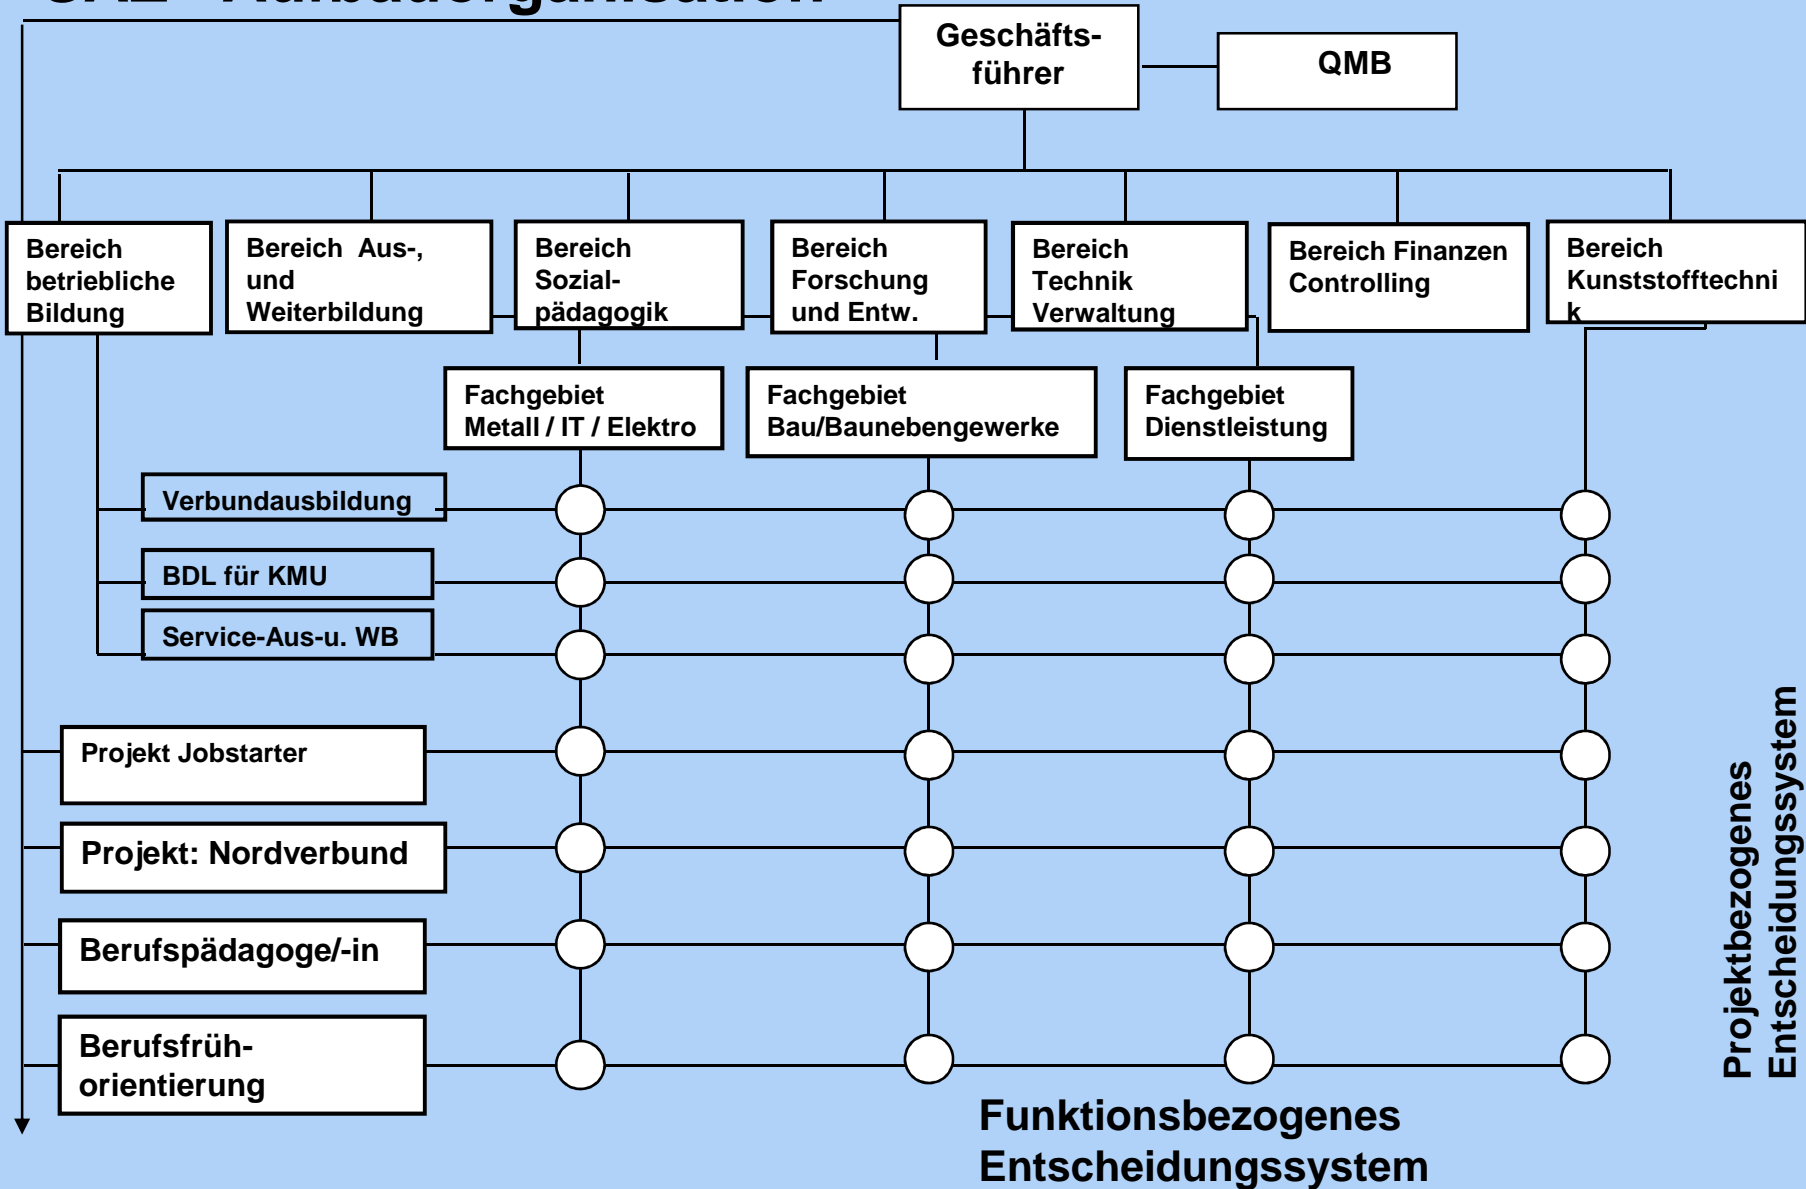 Aufbauorganisation
Geschäfts-
führer
QMB
Bereich
betriebliche
Bildung
Bereich Aus-,
und
Weiterbildung
Bereich
Sozial-
pädagogik
Bereich
Forschung
und Entw.
Bereich
Technik
Verwaltung
Bereich Finanzen
Controlling
Bereich
Kunststofftechni
k
Fachgebiet
Metall / IT / Elektro
Fachgebiet
Bau/Baunebengewerke
Fachgebiet
Dienstleistung
Verbundausbildung
BDL für KMU
Service-Aus-u. WB
Projekt Jobstarter
Projekt: Nordverbund
Berufspädagoge/-in
Berufsfrüh-
orientierung
Projektbezogenes
Entscheidungssystem
Funktionsbezogenes
Entscheidungssystem